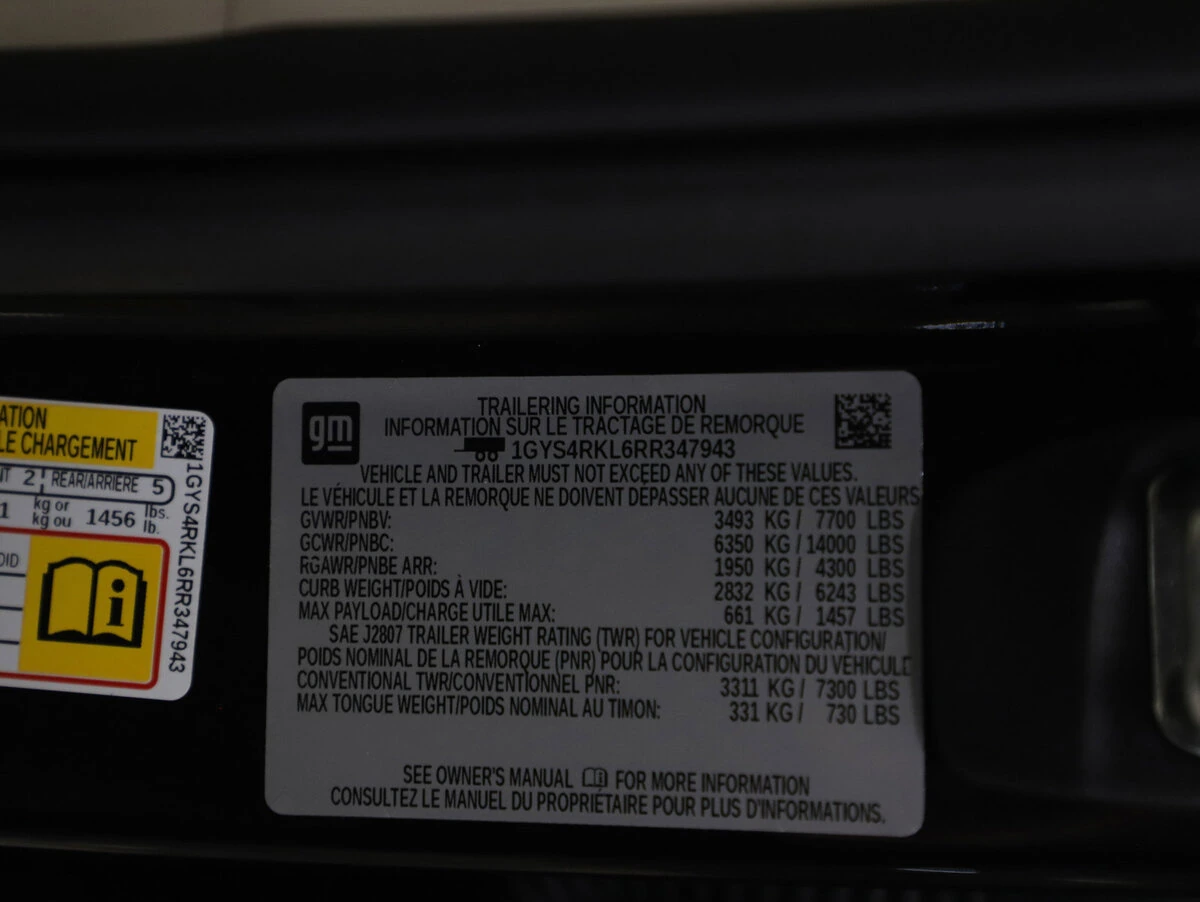 ATION
LE CHARGEMENT
NT 2 REAR/ARRIÈRE 5
1 kg or kg ou 1456 lbs. lb.
OID
1GYS4RKL6RR347943
gm
TRAILERING INFORMATION
INFORMATION SUR LE TRACTAGE DE REMORQUE
1GYS4RKL6RR347943
VEHICLE AND TRAILER MUST NOT EXCEED ANY OF THESE VALUES.
LE VÉHICULE ET LA REMORQUE NE DOIVENT DÉPASSER AUCUNE DE CES VALEURS
GVWR/PNBV: 3493 KG / 7700 LBS
GCWR/PNBC: 6350 KG / 14000 LBS
RGAWR/PNBE ARR: 1950 KG / 4300 LBS
CURB WEIGHT/POIDS À VIDE: 2832 KG / 6243 LBS
MAX PAYLOAD/CHARGE UTILE MAX: 661 KG / 1457 LBS
SAE J2807 TRAILER WEIGHT RATING (TWR) FOR VEHICLE CONFIGURATION/
POIDS NOMINAL DE LA REMORQUE (PNR) POUR LA CONFIGURATION DU VÉHICULE
CONVENTIONAL TWR/CONVENTIONNEL PNR: 3311 KG / 7300 LBS
MAX TONGUE WEIGHT/POIDS NOMINAL AU TIMON: 331 KG / 730 LBS
SEE OWNER'S MANUAL FOR MORE INFORMATION
CONSULTEZ LE MANUEL DU PROPRIÉTAIRE POUR PLUS D'INFORMATIONS.